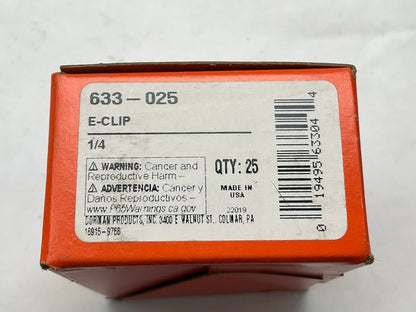 633-025
E-CLIP
1/4
⚠ WARNING: Cancer and
Reproductive Harm –
⚠ ADVERTENCIA: Cancer y
Daños Reproductivos –
www.P65Warnings.ca.gov
QTY: 25
MADE IN
USA
22019
DORMAN PRODUCTS, INC. 3400 E WALNUT ST., COLMAR, PA
18915-9768
0 19495 63304 4